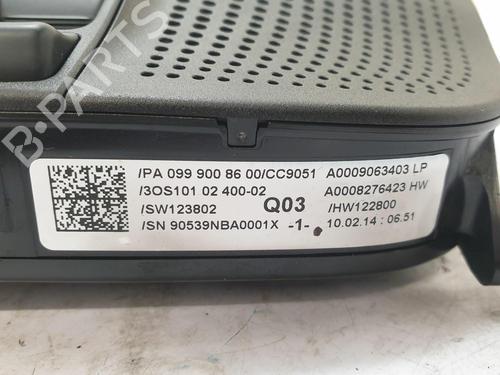 B-PARTS
/PA 099 900 86 00/CC9051 A0009063403 LP
/3OS101 02 400-02 A0008276423 HW
/SW123802 Q03 /HW122800
/SN 90539NBA0001X -1- 10.02.14 : 06.51